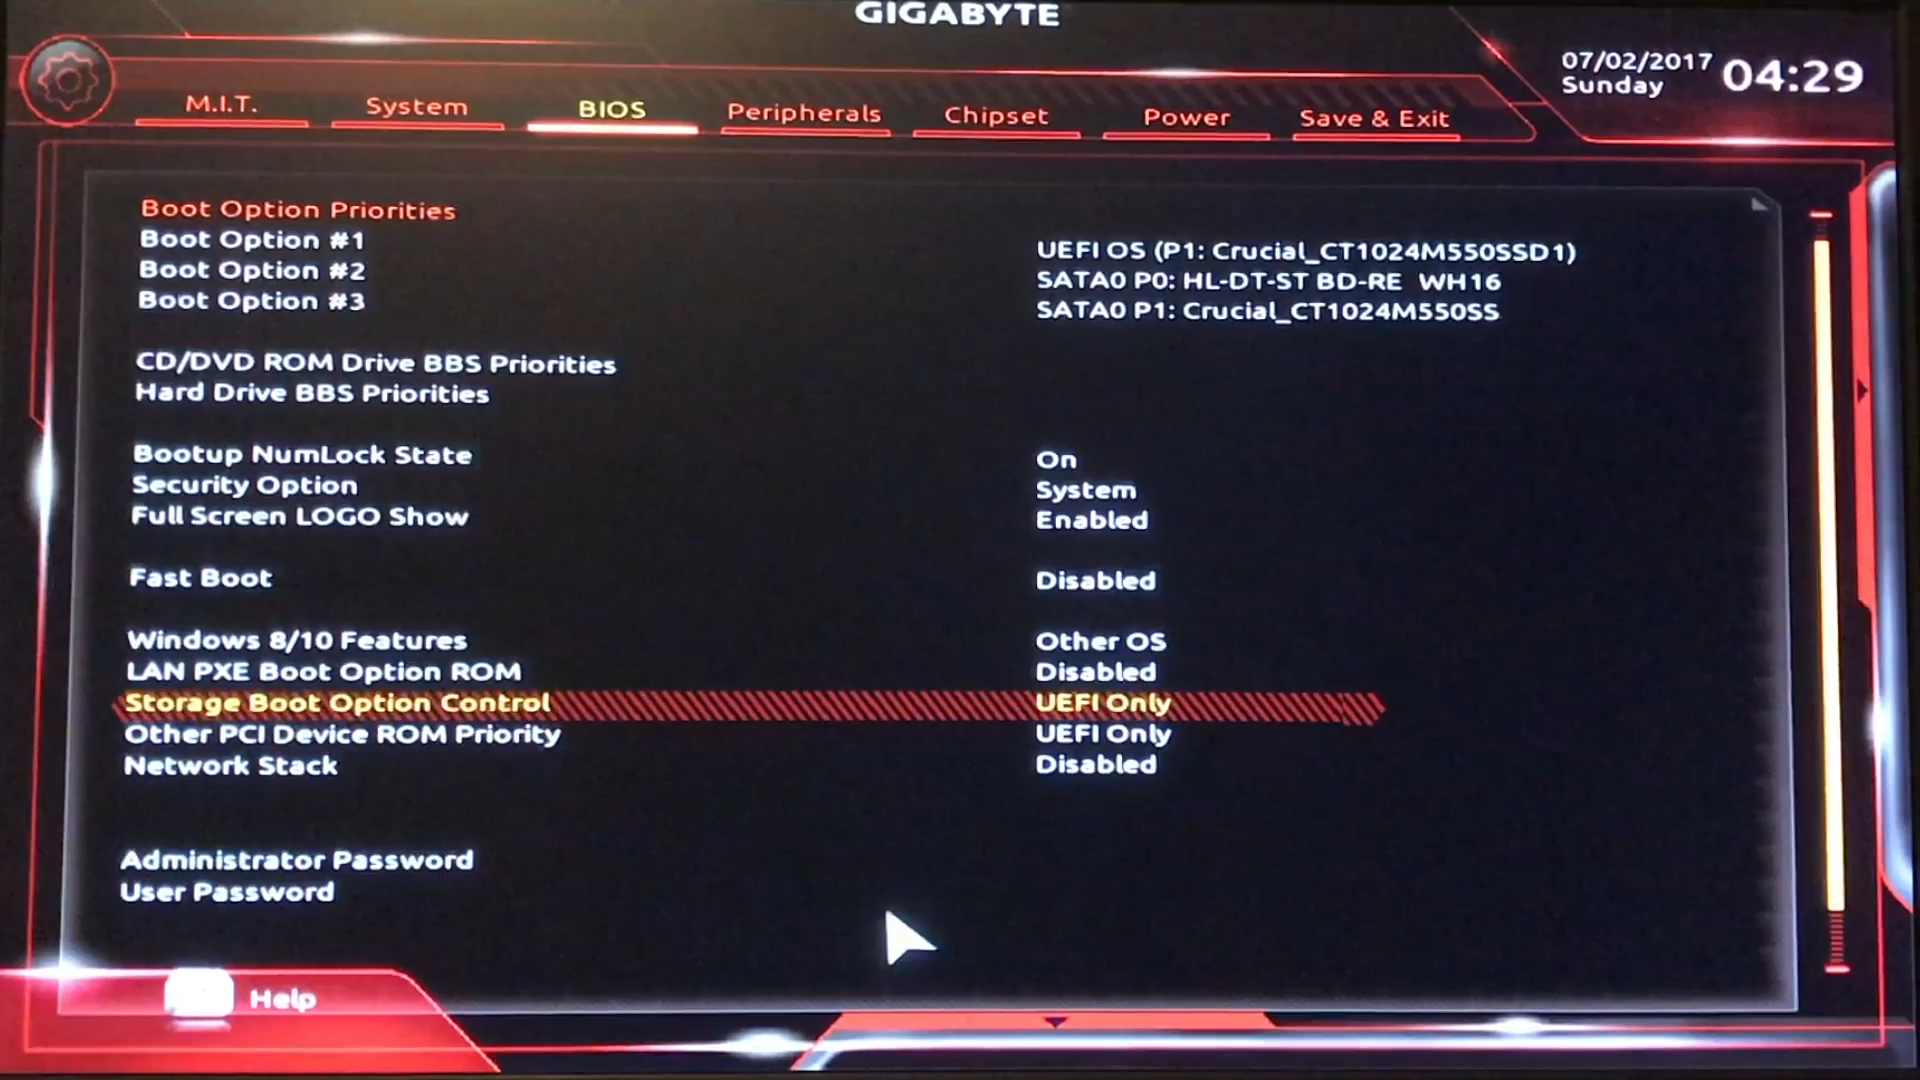 GIGABYTE
07/02/2017
Sunday
04:29
M.I.T.
System
BIOS
Peripherals
Chipset
Power
Save & Exit
Boot Option Priorities
Boot Option #1 UEFI OS (P1: Crucial_CT1024M550SSD1)
Boot Option #2 SATA0 P0: HL-DT-ST BD-RE WH16
Boot Option #3 SATA0 P1: Crucial_CT1024M550SS
CD/DVD ROM Drive BBS Priorities
Hard Drive BBS Priorities
Bootup NumLock State On
Security Option System
Full Screen LOGO Show Enabled
Fast Boot Disabled
Windows 8/10 Features Other OS
LAN PXE Boot Option ROM Disabled
Storage Boot Option Control UEFI Only
Other PCI Device ROM Priority UEFI Only
Network Stack Disabled
Administrator Password
User Password
Help